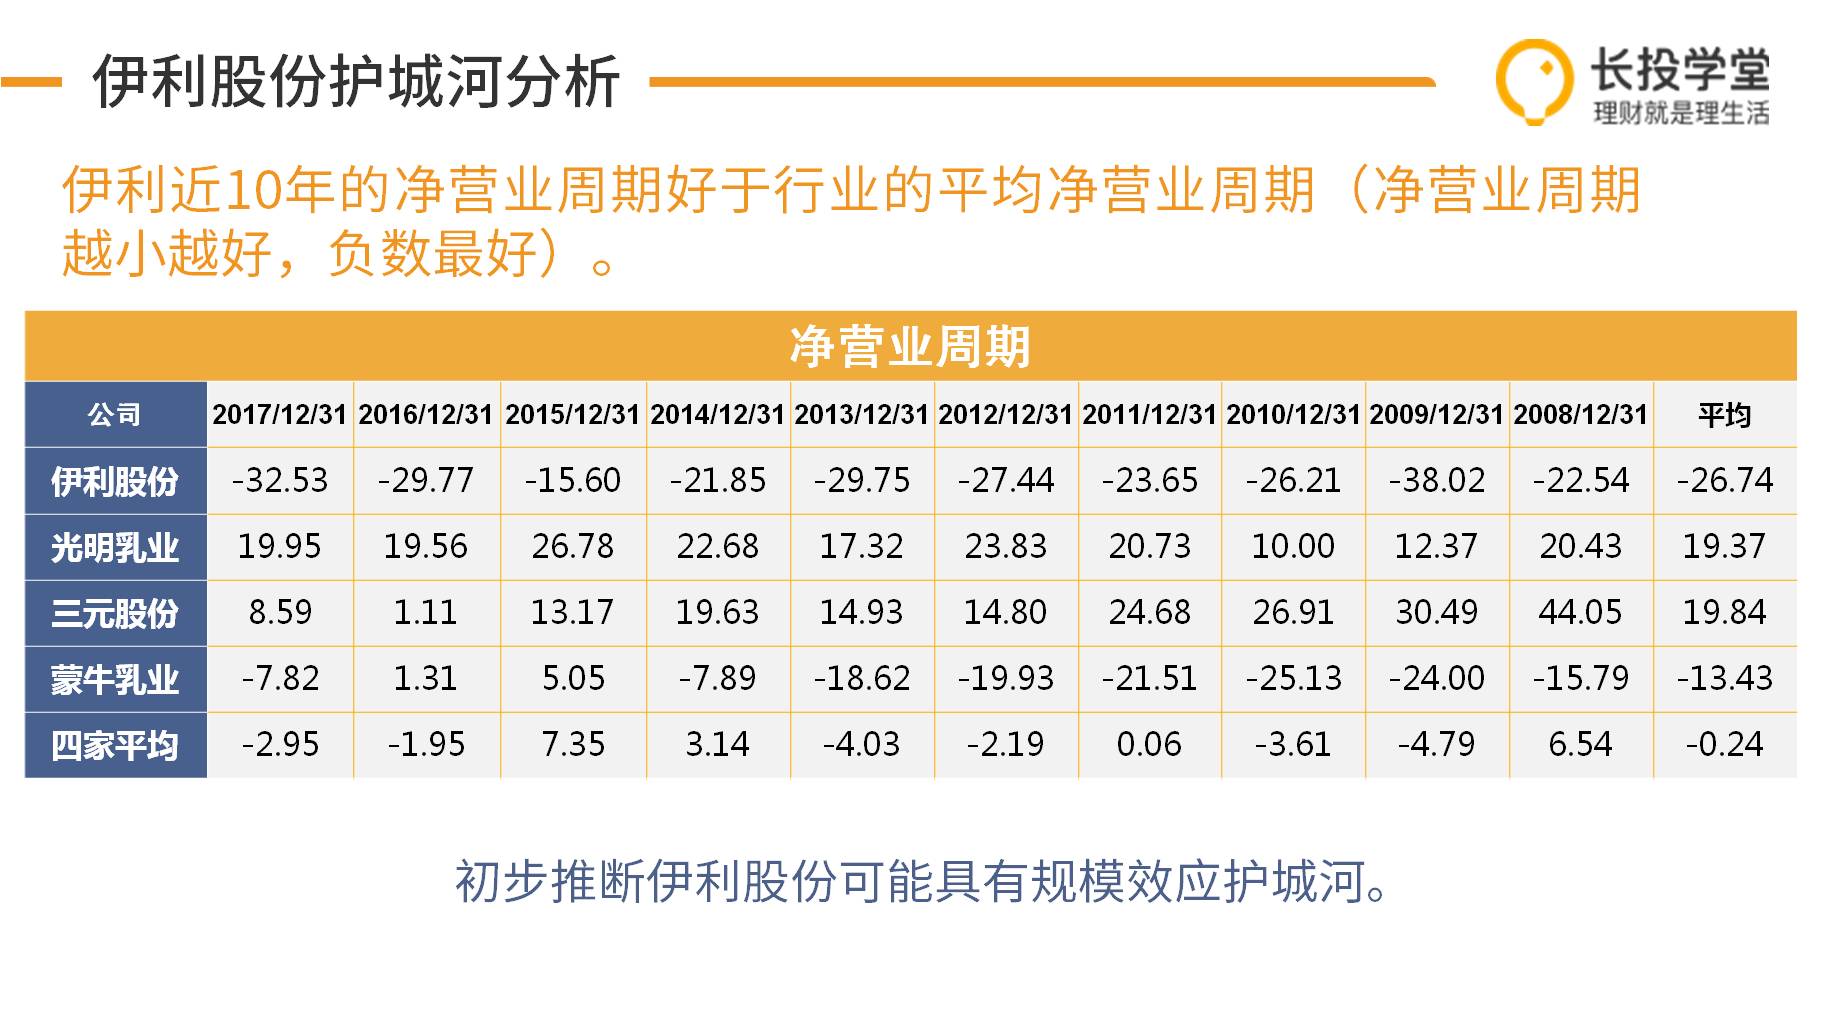 伊利股份护城河分析
长投学堂
理财就是理生活
伊利近10年的净营业周期好于行业的平均净营业周期（净营业周期
越小越好，负数最好）。
净营业周期
公司 2017/12/31 2016/12/31 2015/12/31 2014/12/31 2013/12/31 2012/12/31 2011/12/31 2010/12/31 2009/12/31 2008/12/31 平均
伊利股份 -32.53 -29.77 -15.60 -21.85 -29.75 -27.44 -23.65 -26.21 -38.02 -22.54 -26.74
光明乳业 19.95 19.56 26.78 22.68 17.32 23.83 20.73 10.00 12.37 20.43 19.37
三元股份 8.59 1.11 13.17 19.63 14.93 14.80 24.68 26.91 30.49 44.05 19.84
蒙牛乳业 -7.82 1.31 5.05 -7.89 -18.62 -19.93 -21.51 -25.13 -24.00 -15.79 -13.43
四家平均 -2.95 -1.95 7.35 3.14 -4.03 -2.19 0.06 -3.61 -4.79 6.54 -0.24
初步推断伊利股份可能具有规模效应护城河。